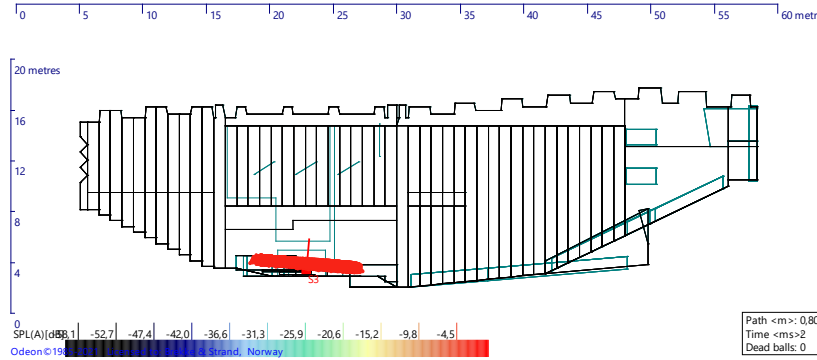 0 5 10 15 20 25 30 35 40 45 50 55 60 metr
20 metres
16
12
8
4
0
S3
SPL(A)[dB] -52,7 -47,4 -42,0 -36,6 -31,3 -25,9 -20,6 -15,2 -9,8 -4,5
Odeon©19 & Strand, Norway
Path <m>: 0,80
Time <ms>2
Dead balls: 0